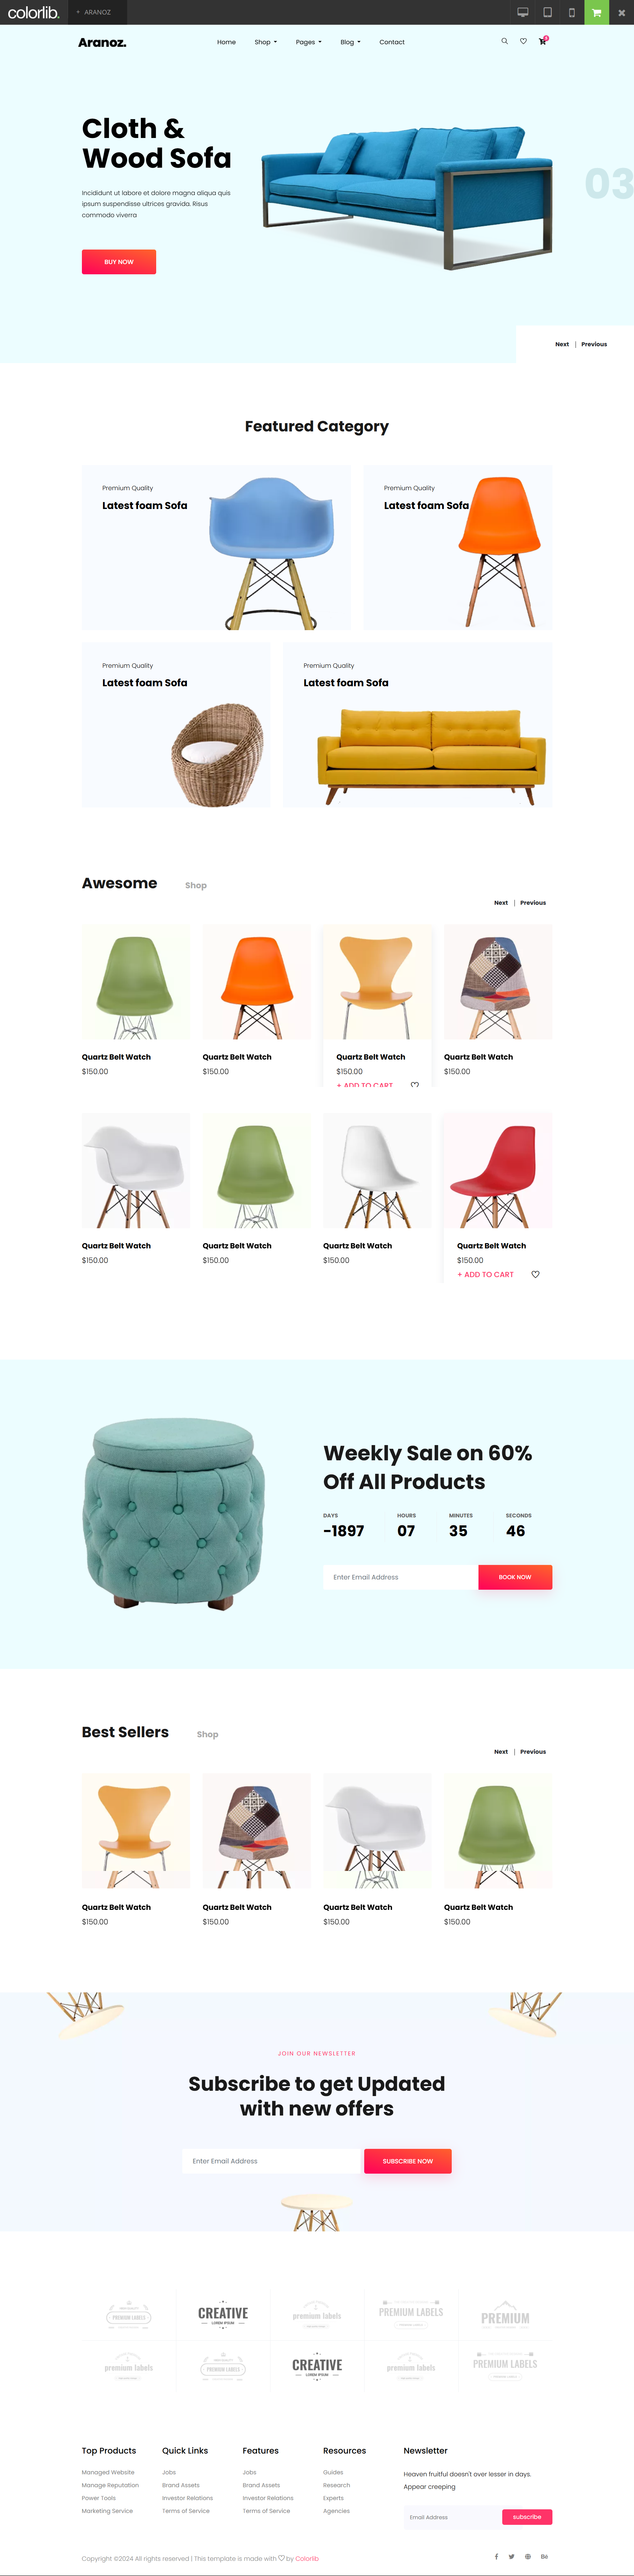 colorlib.
ARANOZ
Aranoz.
Home
Shop
Pages
Blog
Contact
Cloth &
Wood Sofa
Incididunt ut labore et dolore magna aliqua quis
ipsum suspendisse ultrices gravida. Risus
commodo viverra
BUY NOW
03
Next | Previous
Featured Category
Premium Quality
Latest foam Sofa
Premium Quality
Latest foam Sofa
Premium Quality
Latest foam Sofa
Premium Quality
Latest foam Sofa
Awesome
Shop
Next | Previous
Quartz Belt Watch
$150.00
Quartz Belt Watch
$150.00
Quartz Belt Watch
$150.00
+ ADD TO CART
Quartz Belt Watch
$150.00
Quartz Belt Watch
$150.00
Quartz Belt Watch
$150.00
Quartz Belt Watch
$150.00
Quartz Belt Watch
$150.00
+ ADD TO CART
Weekly Sale on 60%
Off All Products
DAYS
-1897
HOURS
07
MINUTES
35
SECONDS
46
Enter Email Address
BOOK NOW
Best Sellers
Shop
Next | Previous
Quartz Belt Watch
$150.00
Quartz Belt Watch
$150.00
Quartz Belt Watch
$150.00
Quartz Belt Watch
$150.00
JOIN OUR NEWSLETTER
Subscribe to get Updated
with new offers
Enter Email Address
SUBSCRIBE NOW
PREMIUM LABELS
CREATIVE
LOREM IPSUM
premium labels
PREMIUM LABELS
PREMIUM
premium labels
PREMIUM LABELS
CREATIVE
LOREM IPSUM
premium labels
PREMIUM LABELS
Top Products
Managed Website
Manage Reputation
Power Tools
Marketing Service
Quick Links
Jobs
Brand Assets
Investor Relations
Terms of Service
Features
Jobs
Brand Assets
Investor Relations
Terms of Service
Resources
Guides
Research
Experts
Agencies
Newsletter
Heaven fruitful doesn't over lesser in days.
Appear creeping
Email Address
subscribe
Copyright ©2024 All rights reserved | This template is made with ♡ by Colorlib